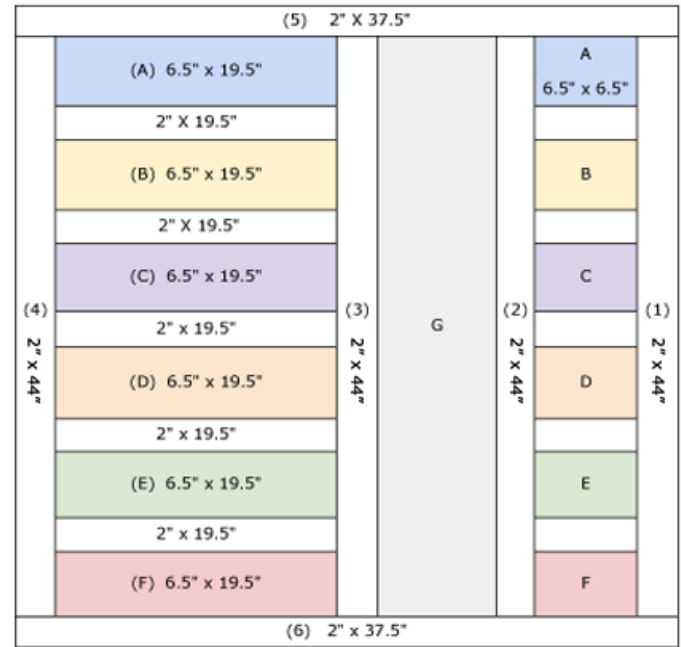 (5) 2" X 37.5"
(A) 6.5" x 19.5"
A
6.5" x 6.5"
2" X 19.5"
(B) 6.5" x 19.5"
B
2" X 19.5"
(C) 6.5" x 19.5"
C
(4) 2" x 44"
(3) 2" x 44"
G
(2) 2" x 44"
(1) 2" x 44"
2" x 19.5"
(D) 6.5" x 19.5"
D
2" x 19.5"
(E) 6.5" x 19.5"
E
2" x 19.5"
(F) 6.5" x 19.5"
F
(6) 2" x 37.5"